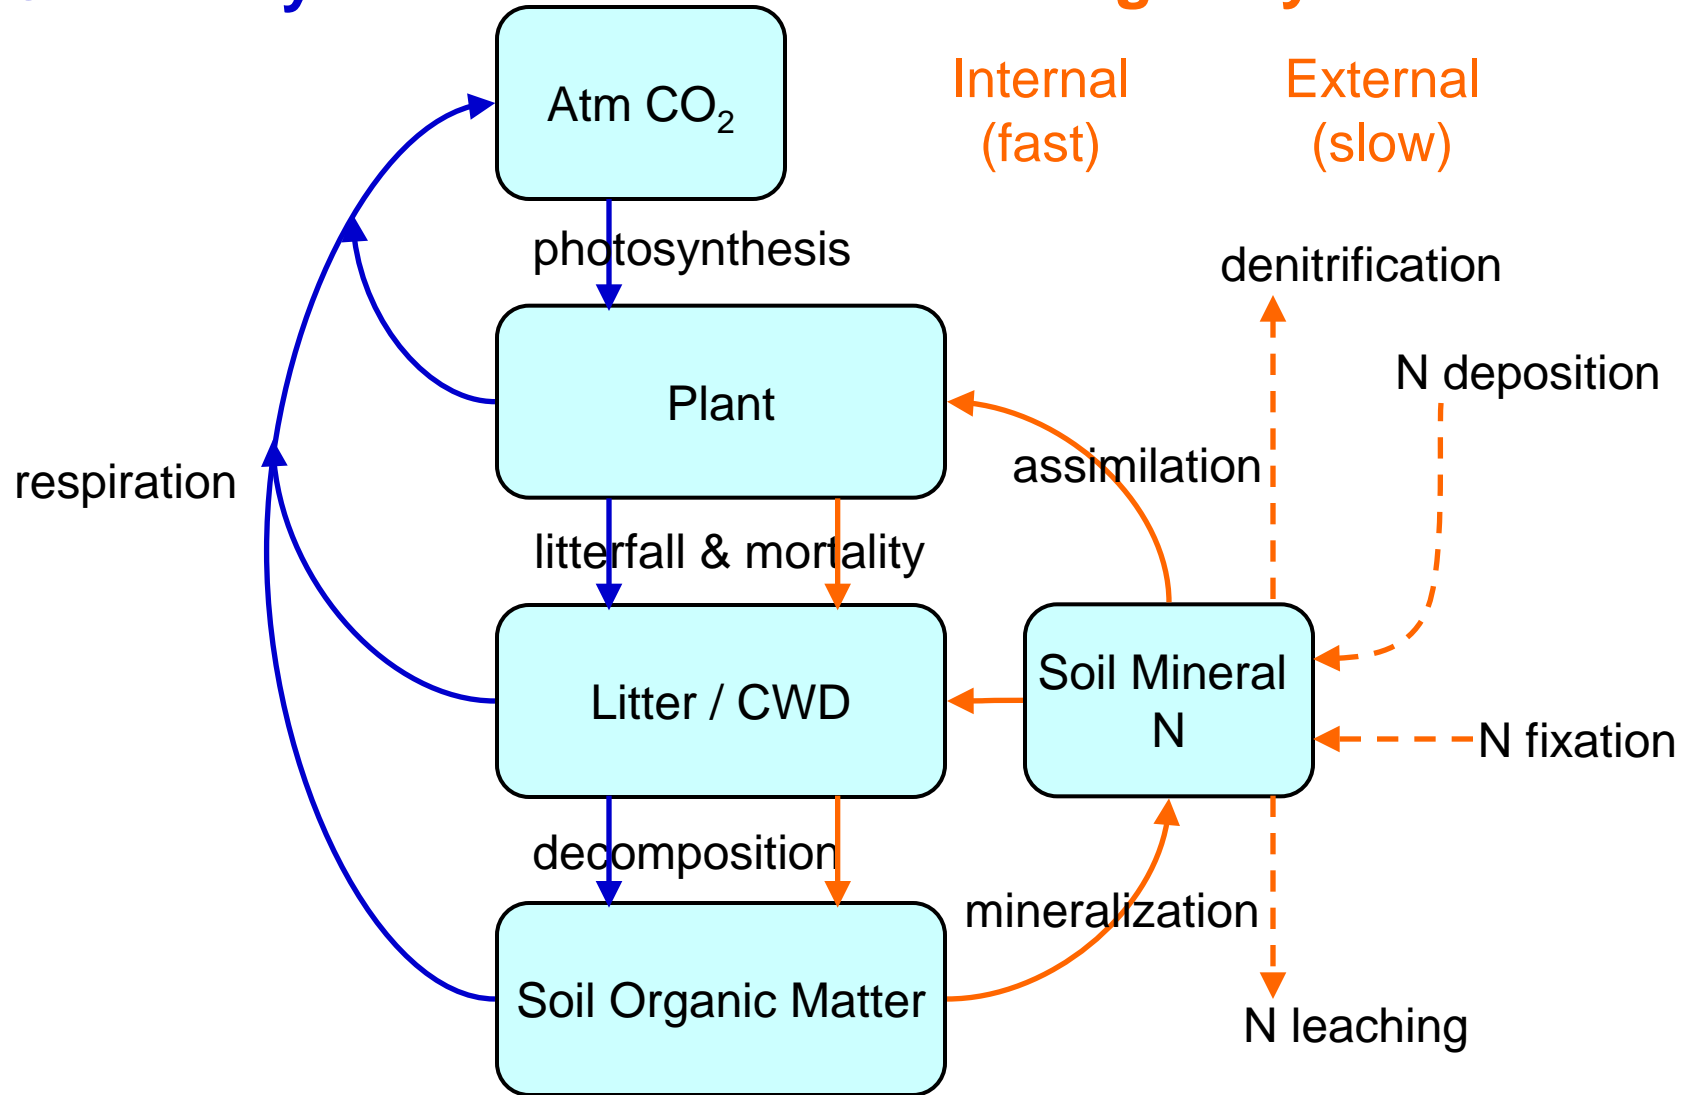 Atm CO₂
Internal
(fast)
External
(slow)
photosynthesis
denitrification
N deposition
Plant
assimilation
respiration
litterfall & mortality
Soil Mineral
N
Litter / CWD
N fixation
decomposition
mineralization
Soil Organic Matter
N leaching